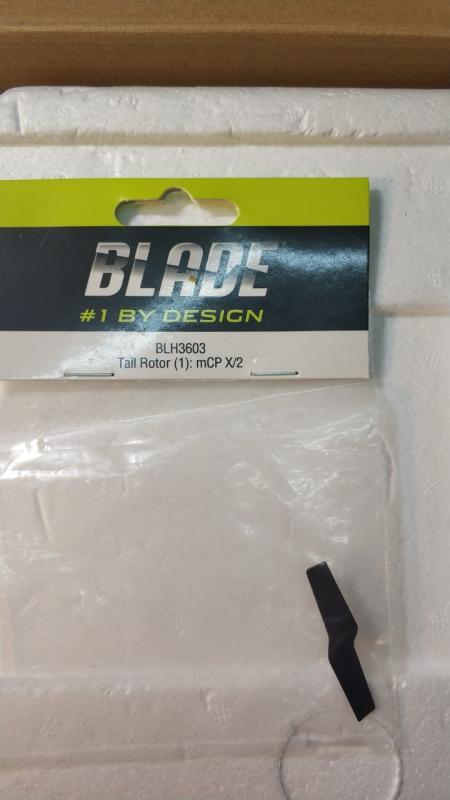 BLADE
#1 BY DESIGN
BLH3603
Tail Rotor (1): mCP X/2